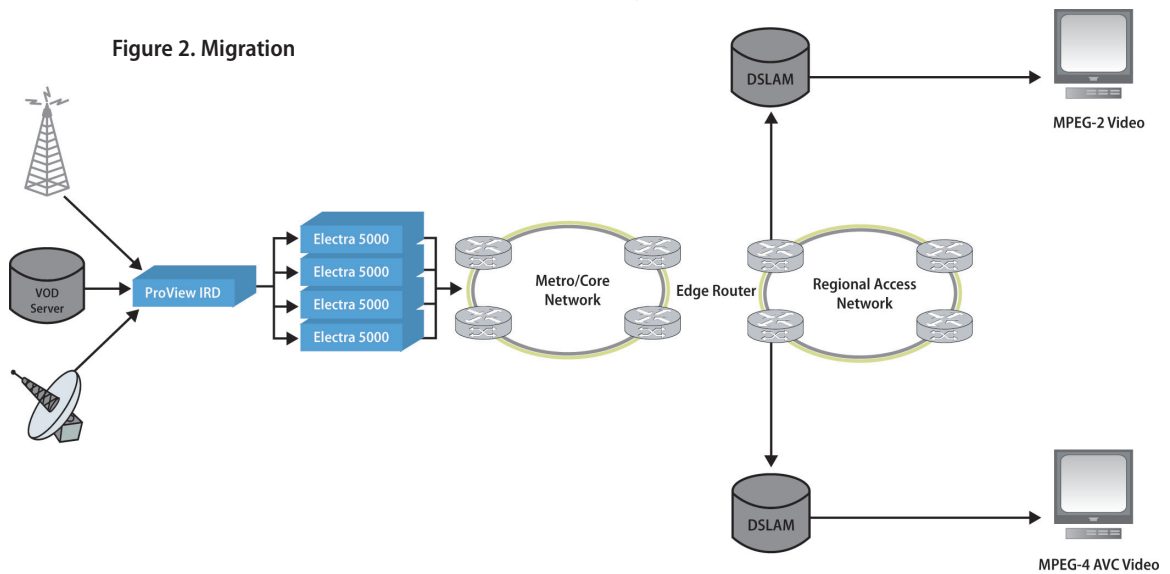 Figure 2. Migration
DSLAM
MPEG-2 Video
VOD
Server
ProView IRD
Electra 5000
Electra 5000
Electra 5000
Electra 5000
Metro/Core
Network
Edge Router
Regional Access
Network
DSLAM
MPEG-4 AVC Video